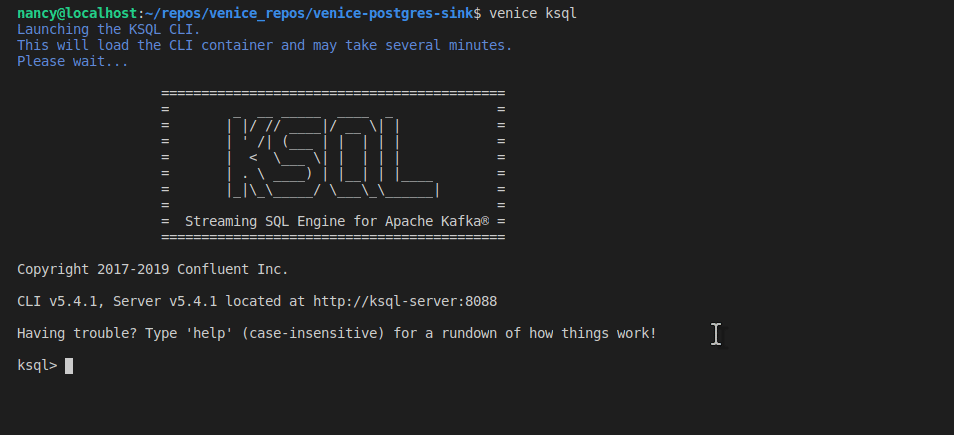 nancy@localhost:~/repos/venice_repos/venice-postgres-sink$ venice ksql
Launching the KSQL CLI.
This will load the CLI container and may take several minutes.
Please wait...
===========================================
=        _  __ _____  ____  _             =
=       | |/ // ____|/ __ \| |            =
=       | ' /| (___ | |  | | |            =
=       |  <  \___ \| |  | | |            =
=       | . \ ____) | |__| | |____        =
=       |_|\_\_____/ \___\_\______|       =
=                                         =
=  Streaming SQL Engine for Apache Kafka® =
===========================================
Copyright 2017-2019 Confluent Inc.
CLI v5.4.1, Server v5.4.1 located at http://ksql-server:8088
Having trouble? Type 'help' (case-insensitive) for a rundown of how things work!
ksql>